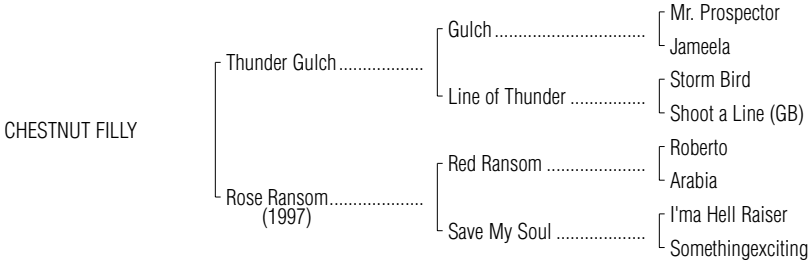 Mr. Prospector
Gulch ................................
Jameela
Thunder Gulch ..................
Storm Bird
Line of Thunder ................
Shoot a Line (GB)
CHESTNUT FILLY
Roberto
Red Ransom .....................
Arabia
Rose Ransom ....................
(1997)
I'ma Hell Raiser
Save My Soul ...................
Somethingexciting